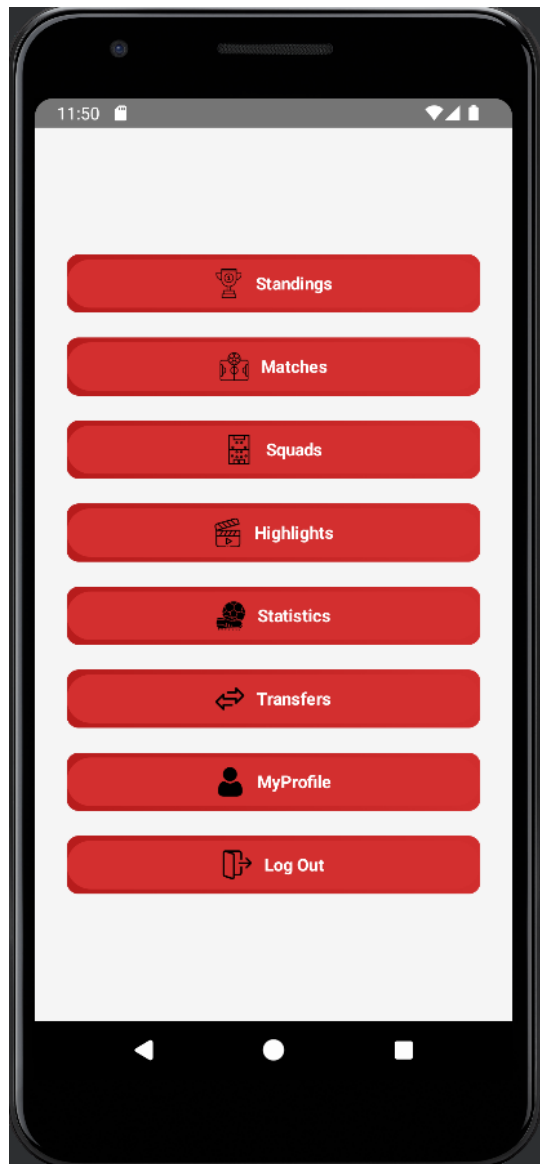 11:50
Standings
Matches
Squads
Highlights
Statistics
Transfers
MyProfile
Log Out